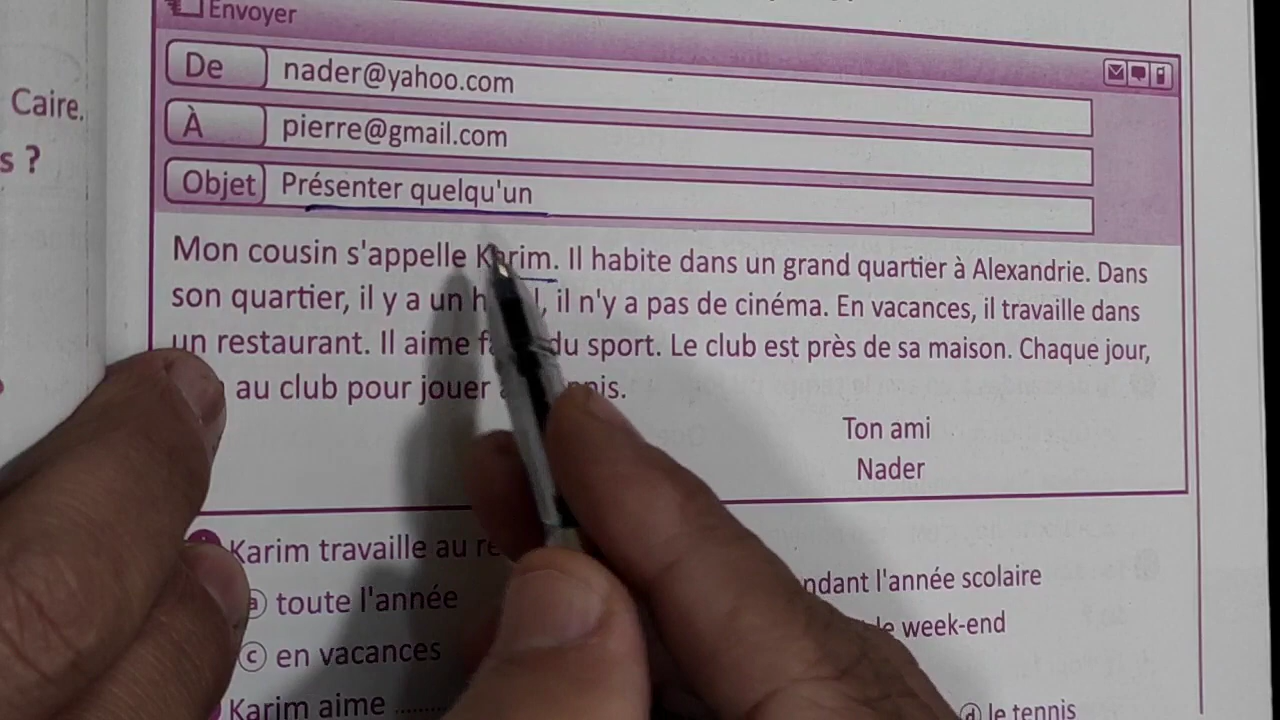 Envoyer
Caire.
s ?
De nader@yahoo.com
À pierre@gmail.com
Objet Présenter quelqu'un
Mon cousin s'appelle Karim. Il habite dans un grand quartier à Alexandrie. Dans
son quartier, il y a un il n'y a pas de cinéma. En vacances, il travaille dans
un restaurant. Il aime du sport. Le club est près de sa maison. Chaque jour,
au club pour jouer
Ton ami
Nader
Karim travaille au
ⓐ toute l'année
l'année scolaire
ⓒ en vacances
week-end
Karim aime ........
ⓓ le tennis